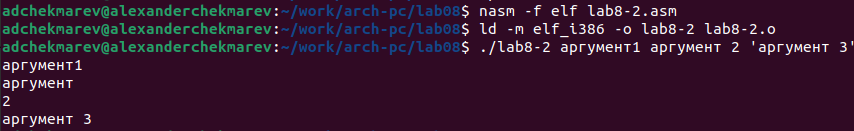 adchekmarev@alexanderchekmarev:~/work/arch-pc/lab08$ nasm -f elf lab8-2.asm
adchekmarev@alexanderchekmarev:~/work/arch-pc/lab08$ ld -m elf_i386 -o lab8-2 lab8-2.o
adchekmarev@alexanderchekmarev:~/work/arch-pc/lab08$ ./lab8-2 аргумент1 аргумент 2 'аргумент 3'
аргумент1
аргумент
2
аргумент 3